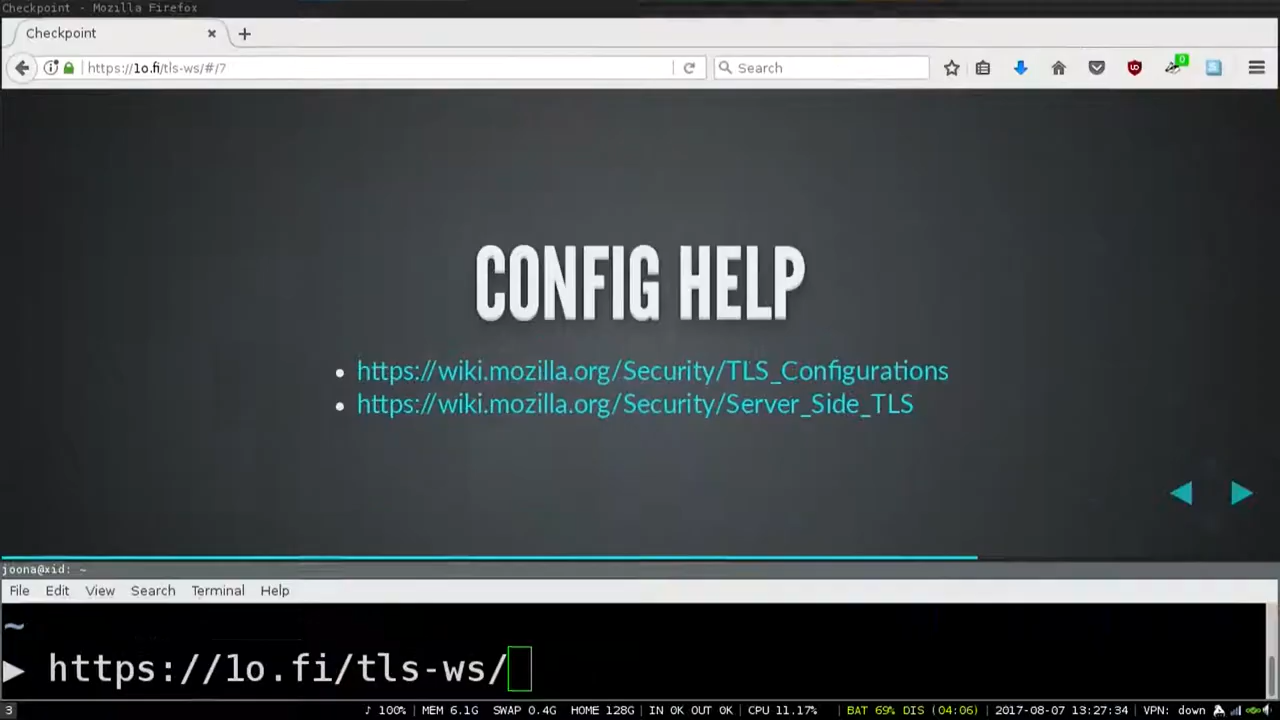 Checkpoint - Mozilla Firefox
Checkpoint
https://1o.fi/tls-ws/#/7
Search
0
CONFIG HELP
https://wiki.mozilla.org/Security/TLS_Configurations
https://wiki.mozilla.org/Security/Server_Side_TLS
joona@xid: ~
File Edit View Search Terminal Help
~
https://1o.fi/tls-ws/
3 ♪ 100% | MEM 6.1G SWAP 0.4G HOME 128G | IN OK OUT OK | CPU 11.17% | BAT 69% DIS (04:06) | 2017-08-07 13:27:34 | VPN: down